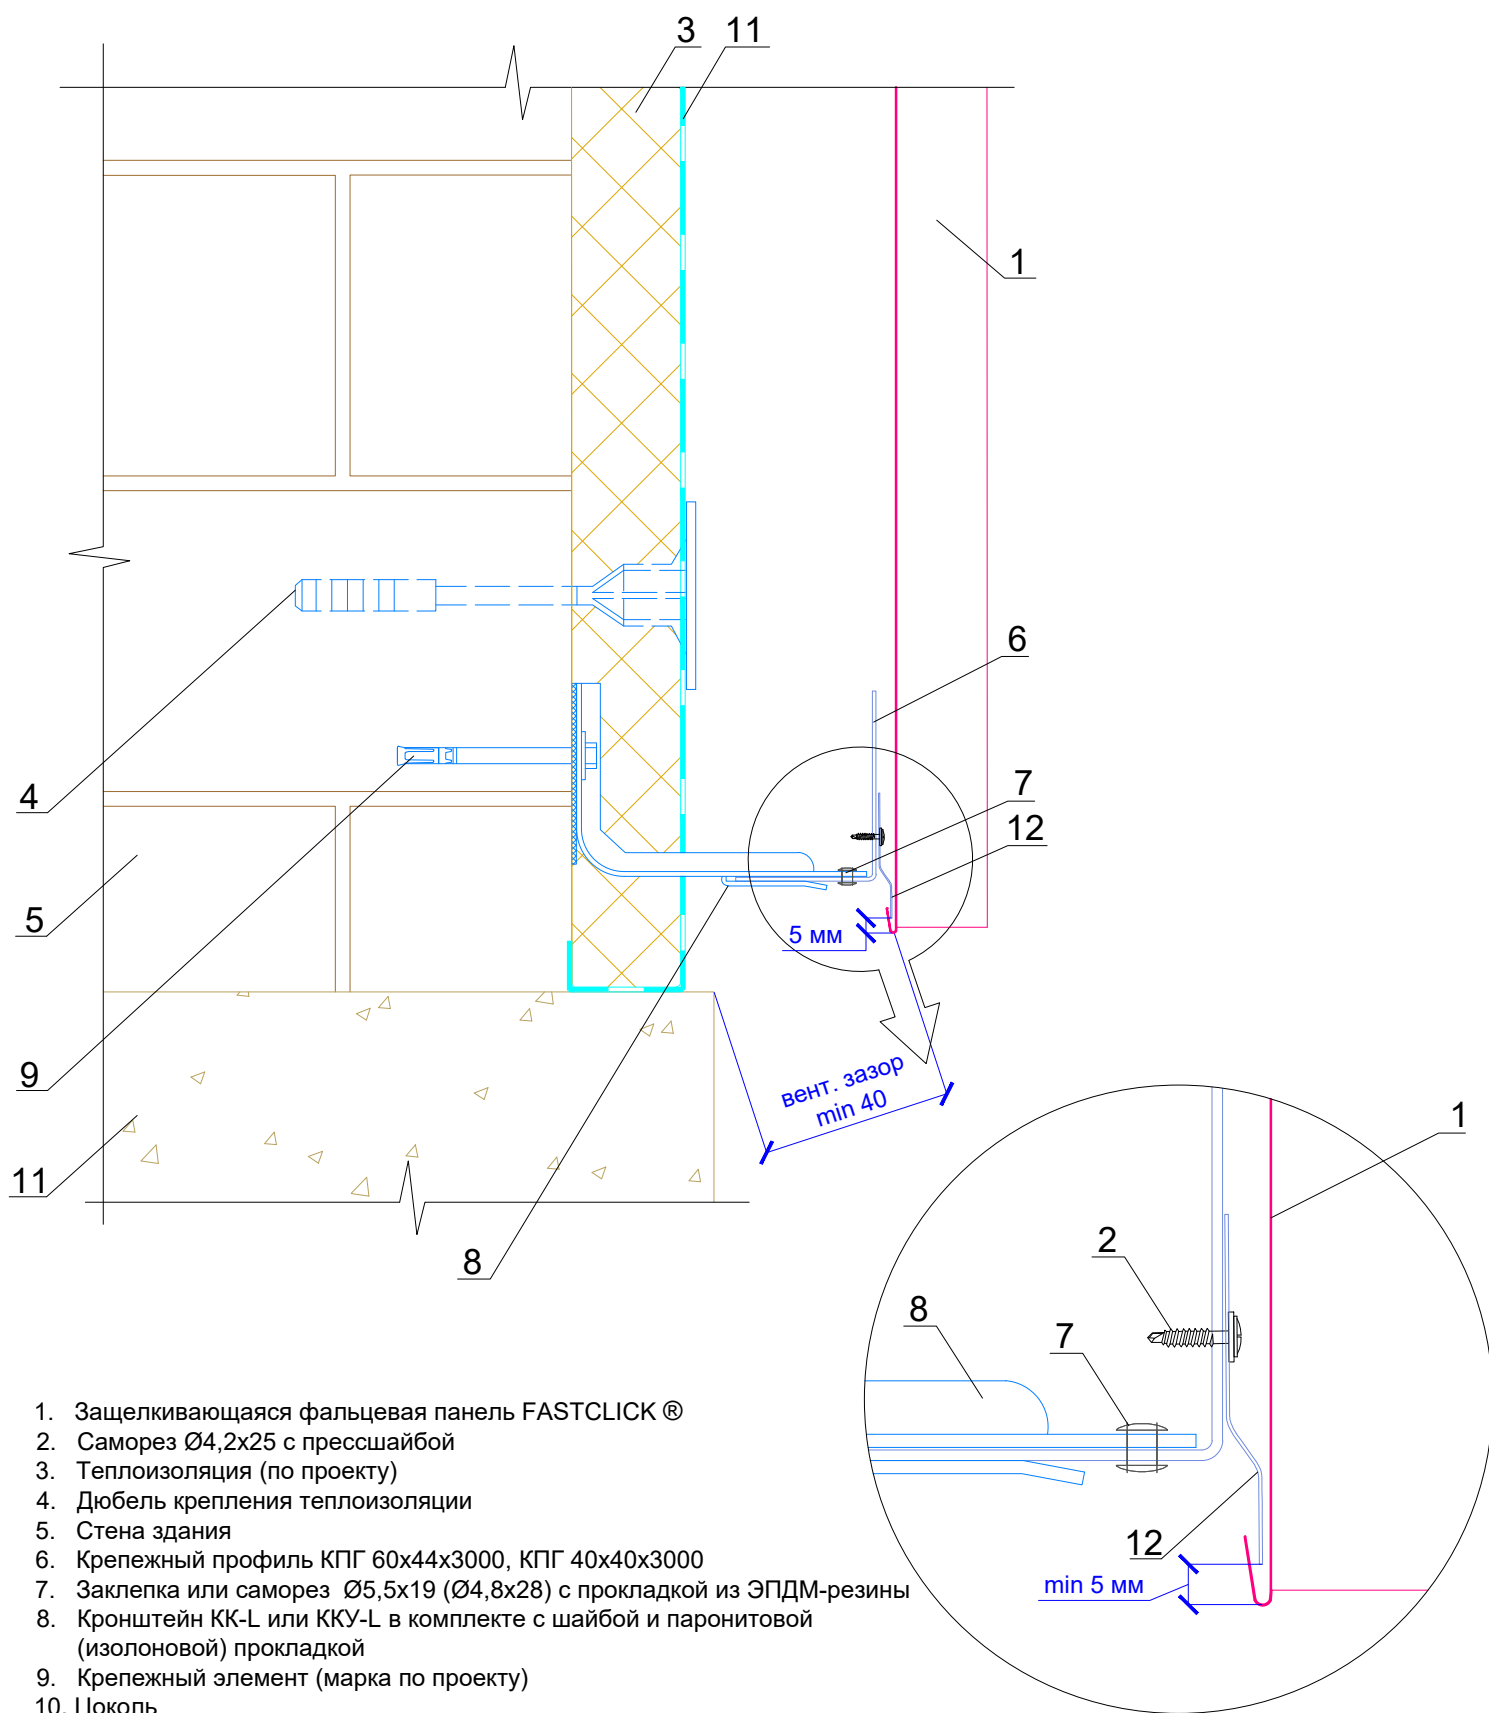 3 11
1
6
7
12
4
5
5 мм
9
вент. зазор
min 40
11
8
1
2
8
7
12
min 5 мм
1. Защелкивающаяся фальцевая панель FASTCLICK ®
2. Саморез Ø4,2х25 с прессшайбой
3. Теплоизоляция (по проекту)
4. Дюбель крепления теплоизоляции
5. Стена здания
6. Крепежный профиль КПГ 60х44х3000, КПГ 40х40х3000
7. Заклепка или саморез Ø5,5х19 (Ø4,8х28) с прокладкой из ЭПДМ-резины
8. Кронштейн КК-L или ККУ-L в комплекте с шайбой и паронитовой
(изолоновой) прокладкой
9. Крепежный элемент (марка по проекту)
10. Цоколь